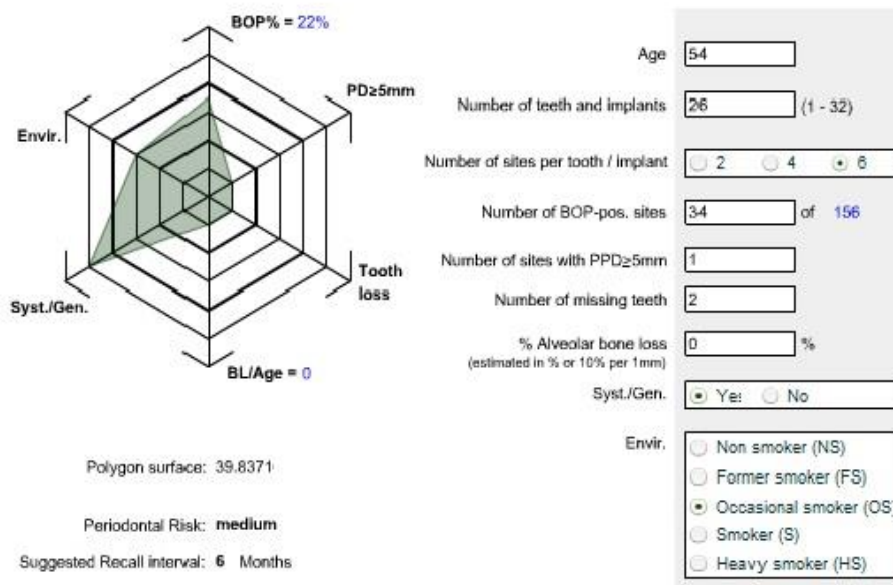 BOP% = 22%
PD≥5mm
Envir.
Tooth
loss
Syst./Gen.
BL/Age = 0
Polygon surface: 39.8371
Periodontal Risk: medium
Suggested Recall interval: 6 Months
Age 54
Number of teeth and implants 26 (1 - 32)
Number of sites per tooth / implant 2 4 6
Number of BOP-pos. sites 34 of 156
Number of sites with PPD≥5mm 1
Number of missing teeth 2
% Alveolar bone loss 0 %
(estimated in % or 10% per 1mm)
Syst./Gen. Yes No
Envir. Non smoker (NS)
Former smoker (FS)
Occasional smoker (OS)
Smoker (S)
Heavy smoker (HS)